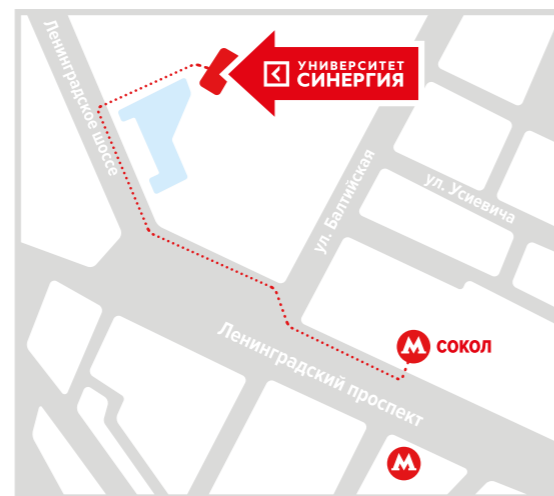 УНИВЕРСИТЕТ
СИНЕРГИЯ
Ленинградское шоссе
ул. Балтийская
ул. Усиевича
М СОКОЛ
Ленинградский проспект
М